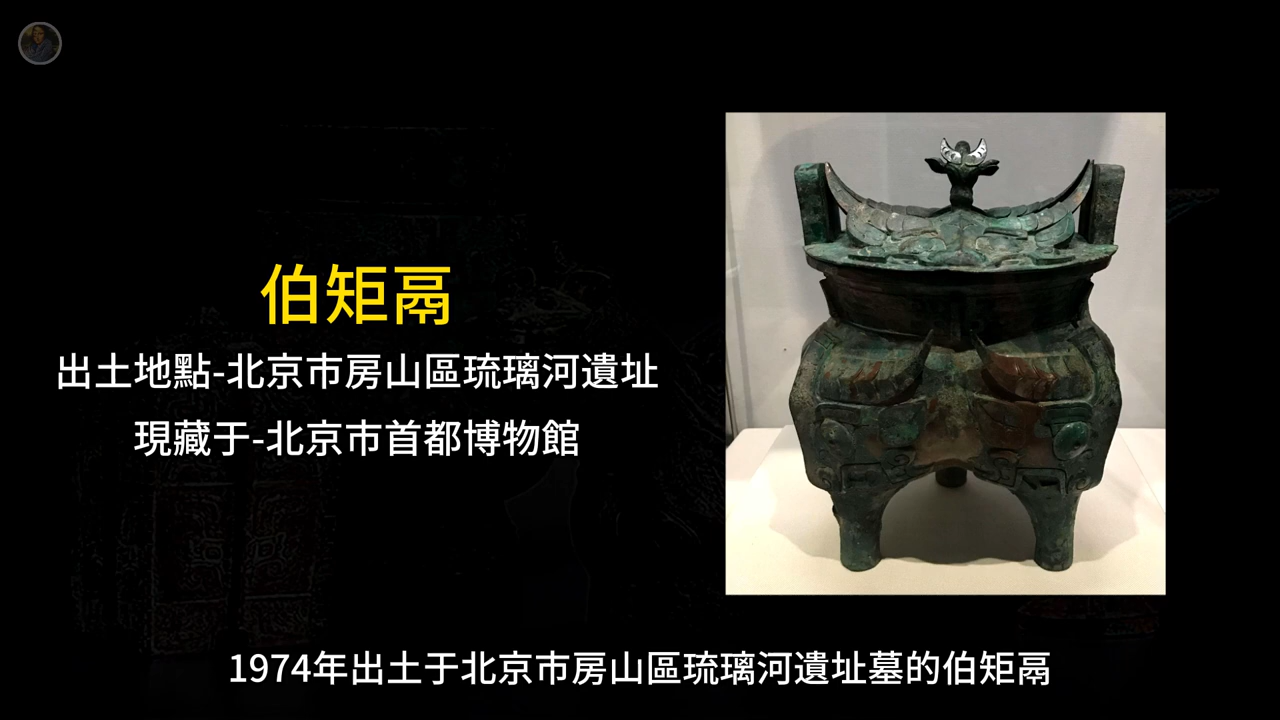 伯矩鬲
出土地點-北京市房山區琉璃河遺址
現藏于-北京市首都博物館
1974年出土于北京市房山區琉璃河遺址墓的伯矩鬲